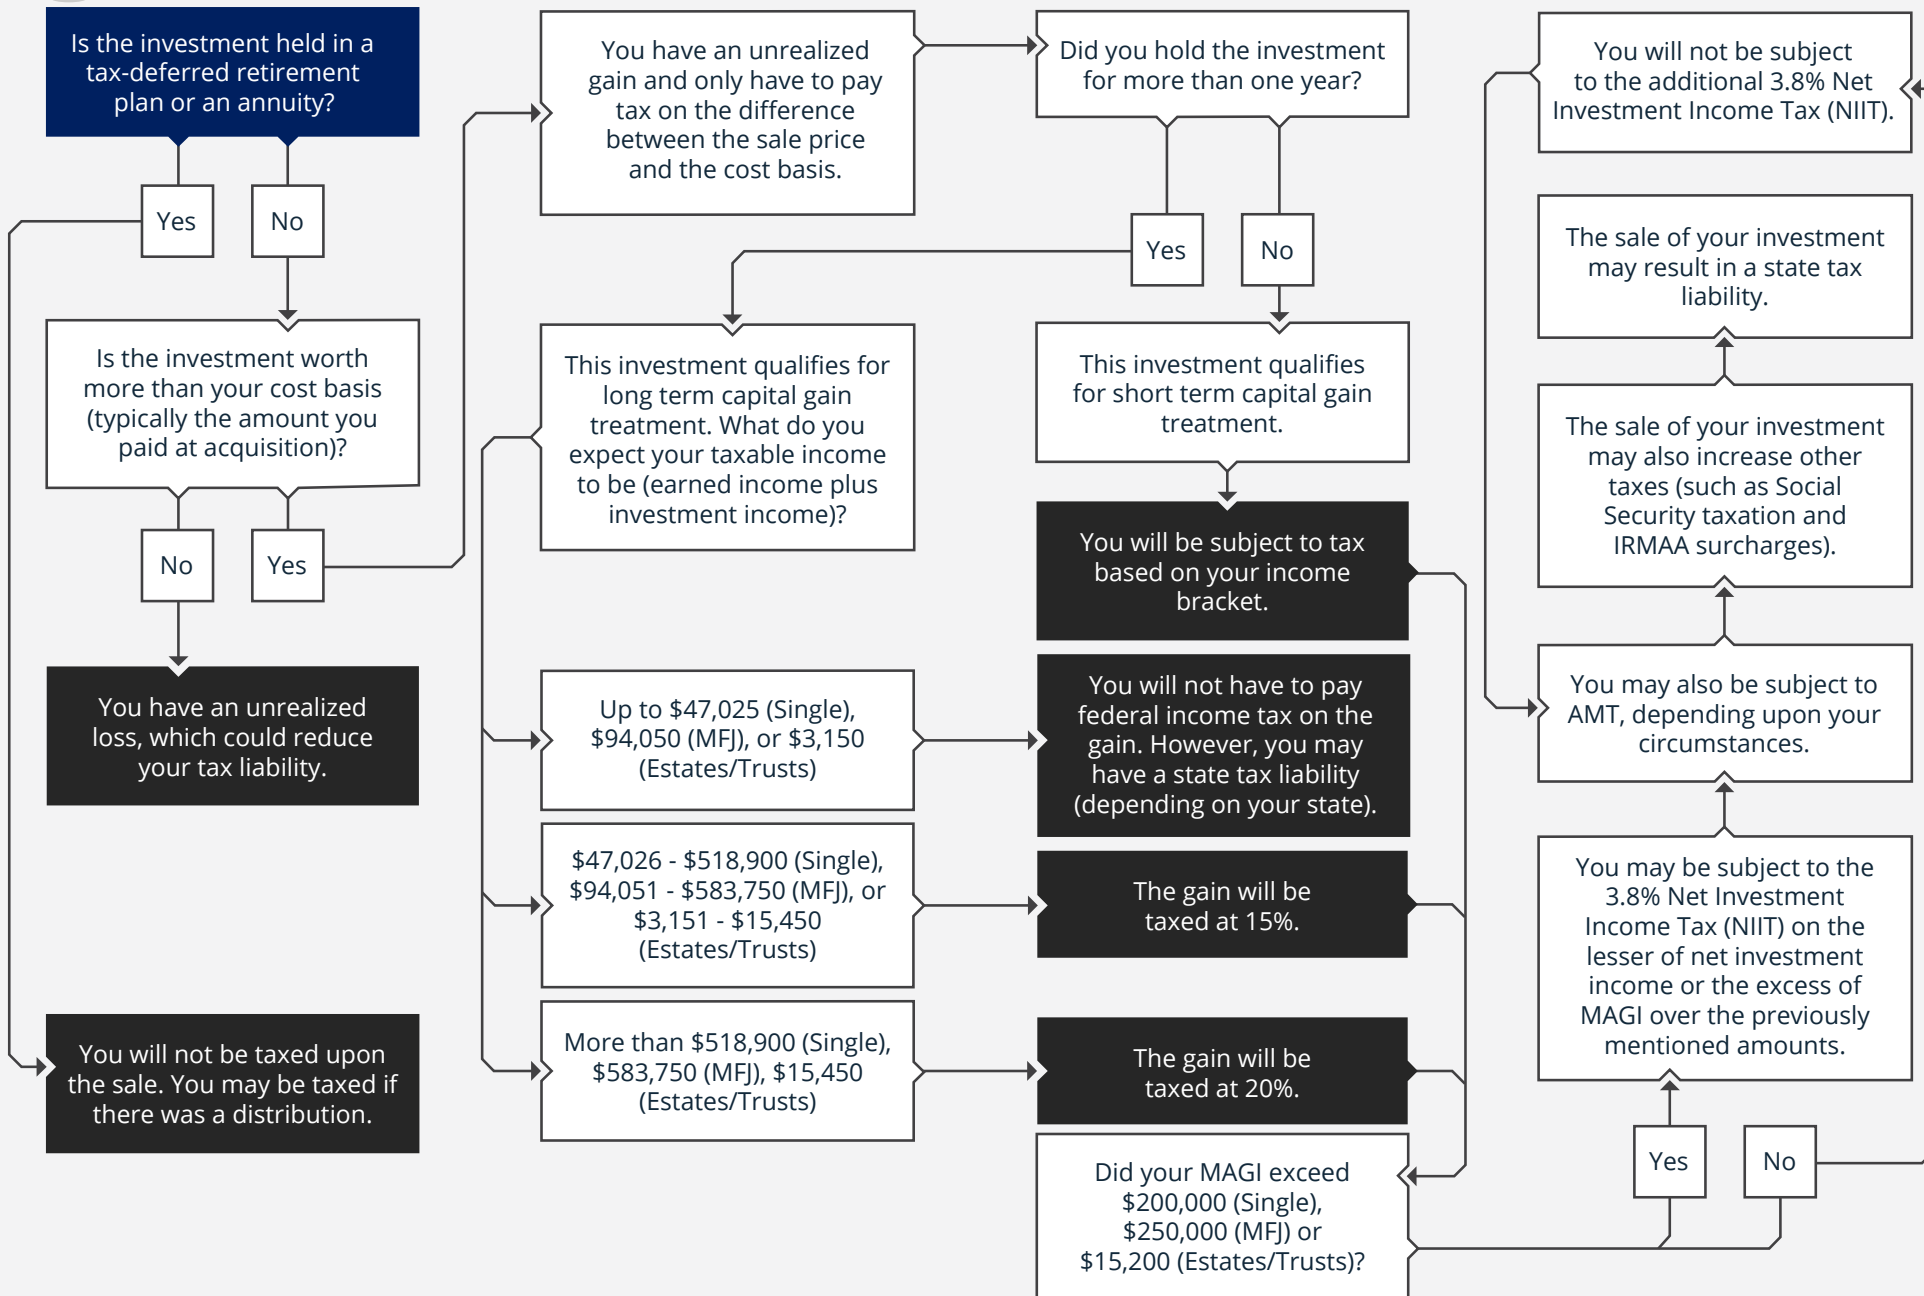 Is the investment held in a
tax-deferred retirement
plan or an annuity?
Yes
No
Is the investment worth
more than your cost basis
(typically the amount you
paid at acquisition)?
No
Yes
You have an unrealized
loss, which could reduce
your tax liability.
You will not be taxed upon
the sale. You may be taxed if
there was a distribution.
You have an unrealized
gain and only have to pay
tax on the difference
between the sale price
and the cost basis.
Did you hold the investment
for more than one year?
Yes
No
This investment qualifies for
long term capital gain
treatment. What do you
expect your taxable income
to be (earned income plus
investment income)?
This investment qualifies
for short term capital gain
treatment.
You will be subject to tax
based on your income
bracket.
Up to $47,025 (Single),
$94,050 (MFJ), or $3,150
(Estates/Trusts)
You will not have to pay
federal income tax on the
gain. However, you may
have a state tax liability
(depending on your state).
$47,026 - $518,900 (Single),
$94,051 - $583,750 (MFJ), or
$3,151 - $15,450
(Estates/Trusts)
The gain will be
taxed at 15%.
More than $518,900 (Single),
$583,750 (MFJ), $15,450
(Estates/Trusts)
The gain will be
taxed at 20%.
Did your MAGI exceed
$200,000 (Single),
$250,000 (MFJ) or
$15,200 (Estates/Trusts)?
Yes
No
You will not be subject
to the additional 3.8% Net
Investment Income Tax (NIIT).
The sale of your investment
may result in a state tax
liability.
The sale of your investment
may also increase other
taxes (such as Social
Security taxation and
IRMAA surcharges).
You may also be subject to
AMT, depending upon your
circumstances.
You may be subject to the
3.8% Net Investment
Income Tax (NIIT) on the
lesser of net investment
income or the excess of
MAGI over the previously
mentioned amounts.